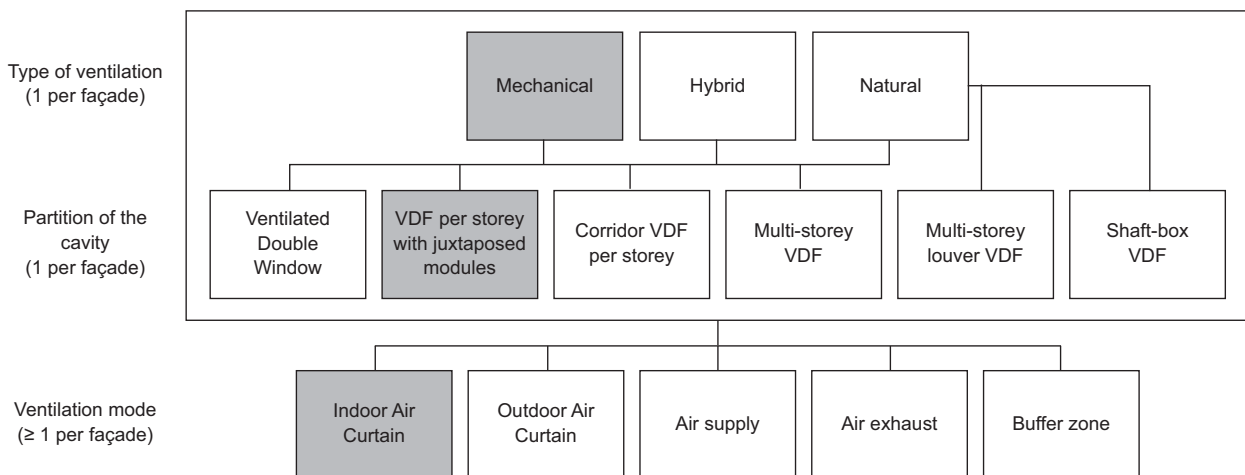 Type of ventilation
(1 per façade)
Mechanical
Hybrid
Natural
Partition of the
cavity
(1 per façade)
Ventilated
Double
Window
VDF per storey
with juxtaposed
modules
Corridor VDF
per storey
Multi-storey
VDF
Multi-storey
louver VDF
Shaft-box
VDF
Ventilation mode
(≥ 1 per façade)
Indoor Air
Curtain
Outdoor Air
Curtain
Air supply
Air exhaust
Buffer zone